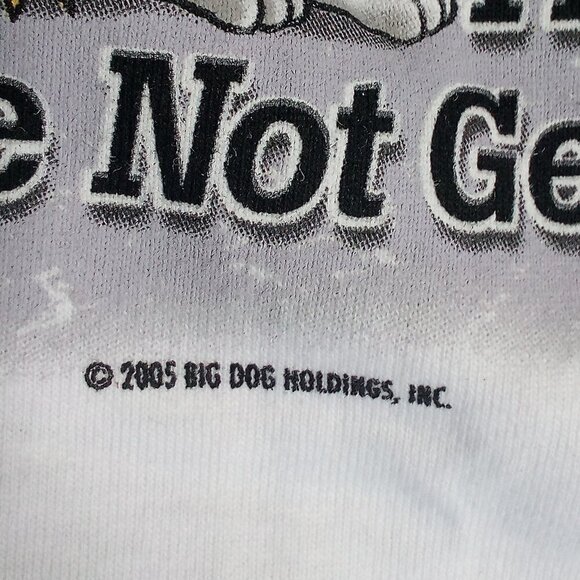 e Not Ge
© 2005 BIG DOG HOLDINGS, INC.